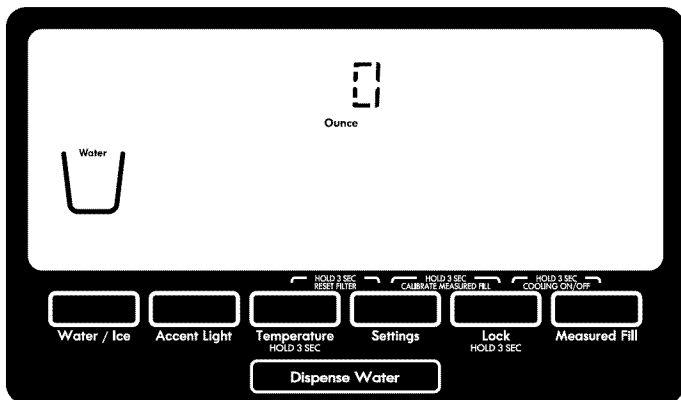 0
Ounce
Water
HOLD 3 SEC HOLD 3 SEC HOLD 3 SEC
RESET FILTER CALIBRATE MEASURED FILL COOLING ON/OFF
Water / Ice Accent Light Temperature Settings Lock Measured Fill
HOLD 3 SEC HOLD 3 SEC
Dispense Water